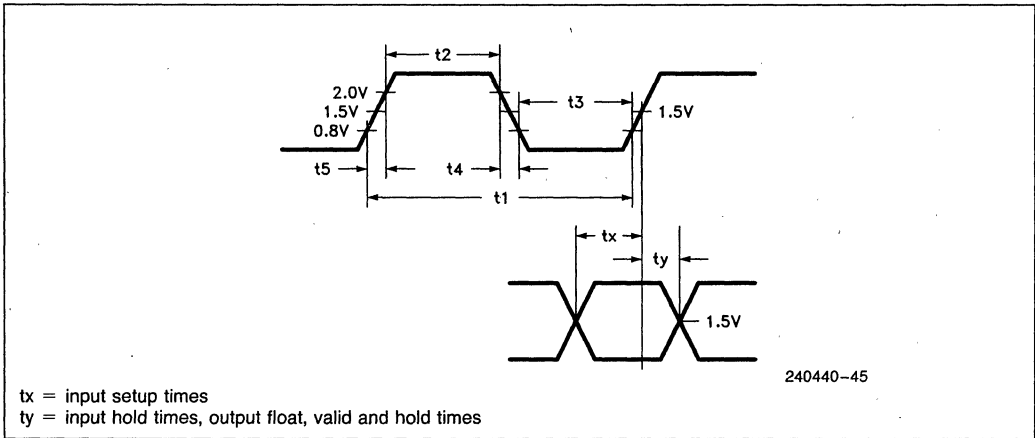 t2
2.0V
1.5V
0.8V
t3
1.5V
t5
t4
t1
tx
ty
1.5V
240440-45
tx = input setup times
ty = input hold times, output float, valid and hold times